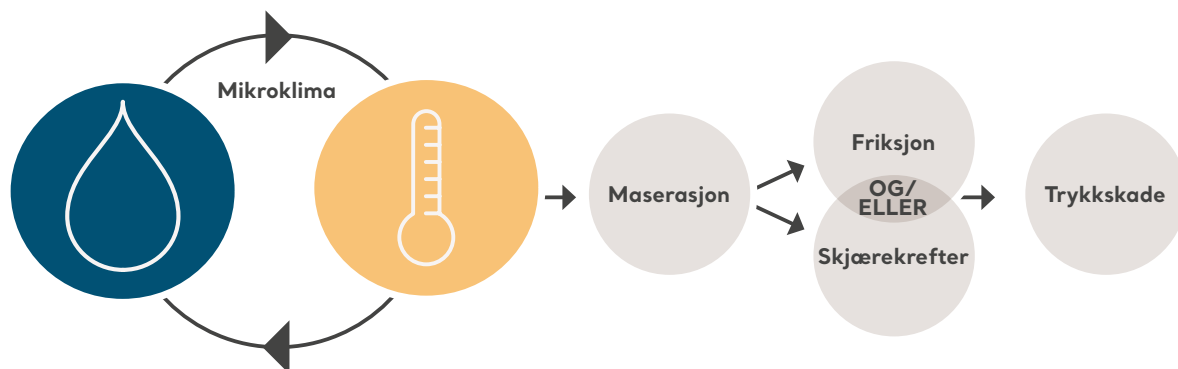 Mikroklima
Maserasjon
Friksjon
OG/
ELLER
Skjærekrefter
Trykkskade